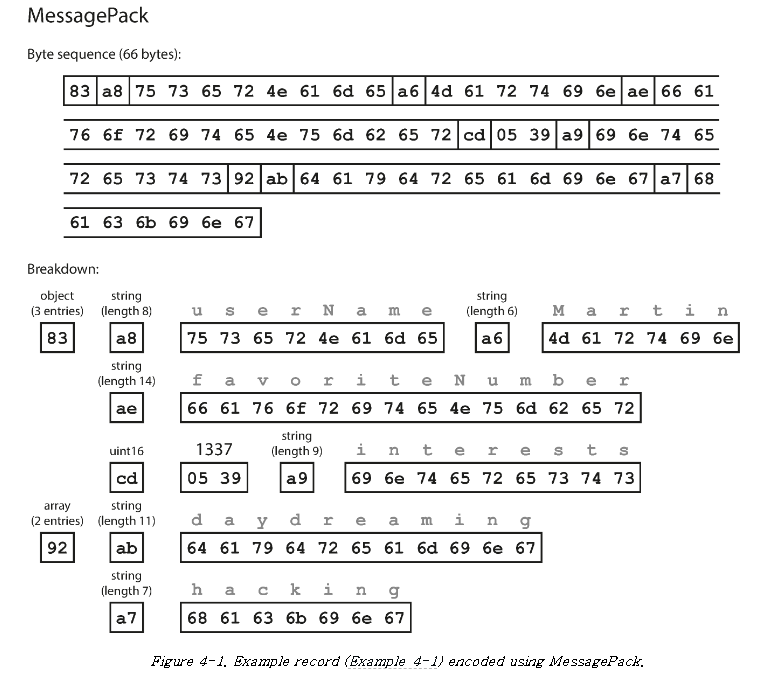 MessagePack
Byte sequence (66 bytes):
83 a8 75 73 65 72 4e 61 6d 65 a6 4d 61 72 74 69 6e ae 66 61
76 6f 72 69 74 65 4e 75 6d 62 65 72 cd 05 39 a9 69 6e 74 65
72 65 73 74 73 92 ab 64 61 79 64 72 65 61 6d 69 6e 67 a7 68
61 63 6b 69 6e 67
Breakdown:
object string string
(3 entries) (length 8) u s e r N a m e (length 6) M a r t i n
83 a8 75 73 65 72 4e 61 6d 65 a6 4d 61 72 74 69 6e
string
(length 14) f a v o r i t e N u m b e r
ae 66 61 76 6f 72 69 74 65 4e 75 6d 62 65 72
string
uint16 1337 (length 9) i n t e r e s t s
cd 05 39 a9 69 6e 74 65 72 65 73 74 73
array string
(2 entries) (length 11) d a y d r e a m i n g
92 ab 64 61 79 64 72 65 61 6d 69 6e 67
string
(length 7) h a c k i n g
a7 68 61 63 6b 69 6e 67
Figure 4-1. Example record (Example 4-1) encoded using MessagePack.